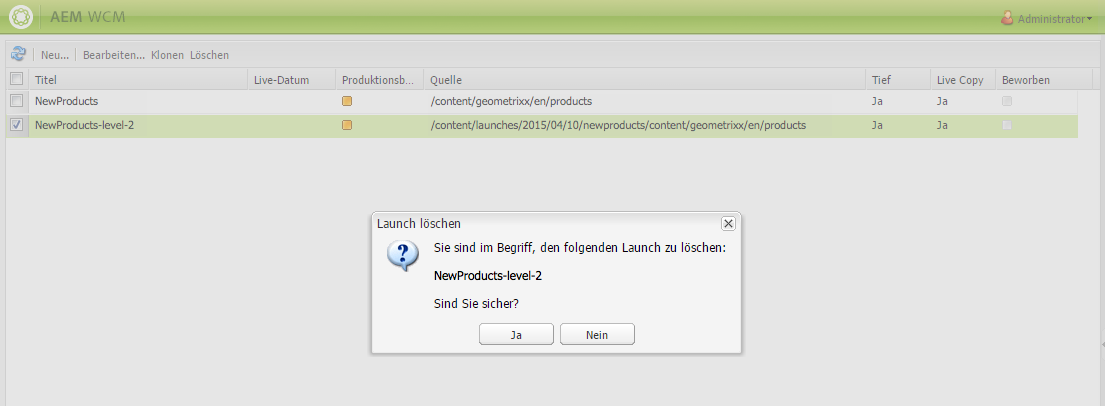 AEM WCM
Administrator
Neu... Bearbeiten... Klonen Löschen
Titel Live-Datum Produktionsb... Quelle Tief Live Copy Beworben
NewProducts /content/geometrixx/en/products Ja Ja
NewProducts-level-2 /content/launches/2015/04/10/newproducts/content/geometrixx/en/products Ja Ja
Launch löschen
Sie sind im Begriff, den folgenden Launch zu löschen:
NewProducts-level-2
Sind Sie sicher?
Ja Nein